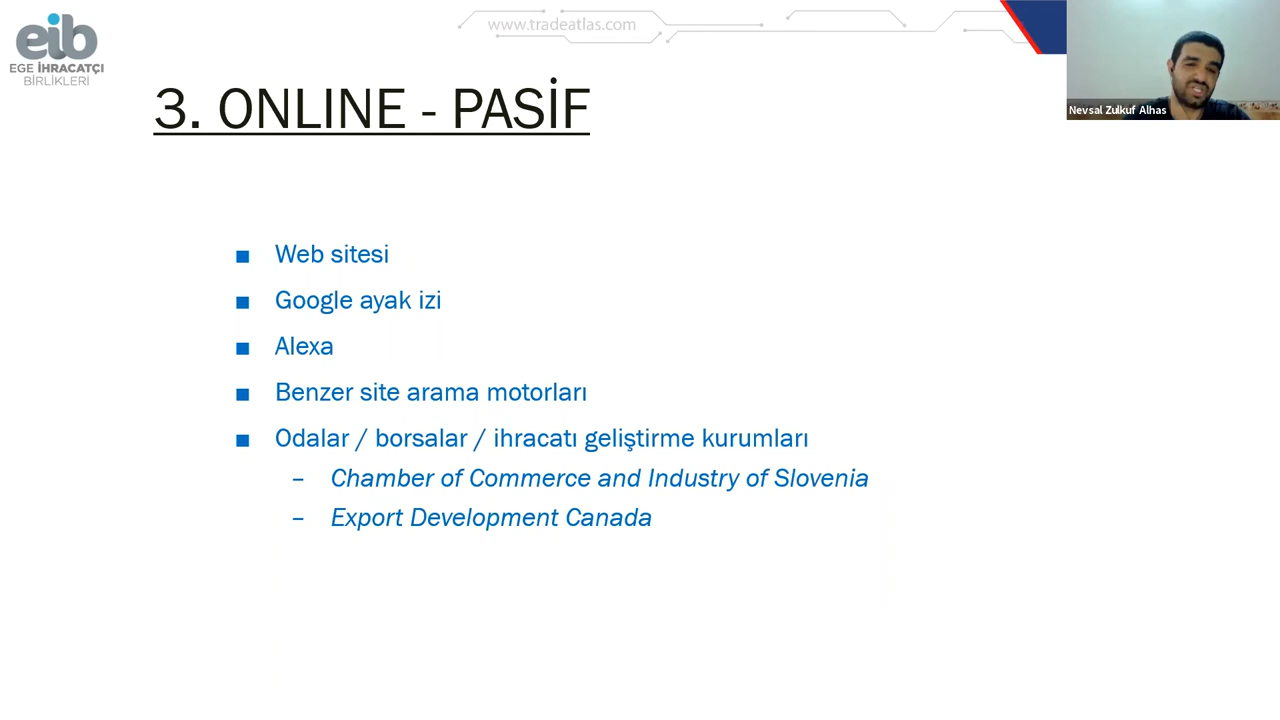 eib
EGE İHRACATÇI
BİRLİKLERİ
www.tradeatlas.com
Nevsal Zulkuf Alhas
3. ONLINE - PASİF
■ Web sitesi
■ Google ayak izi
■ Alexa
■ Benzer site arama motorları
■ Odalar / borsalar / ihracatı geliştirme kurumları
– Chamber of Commerce and Industry of Slovenia
– Export Development Canada